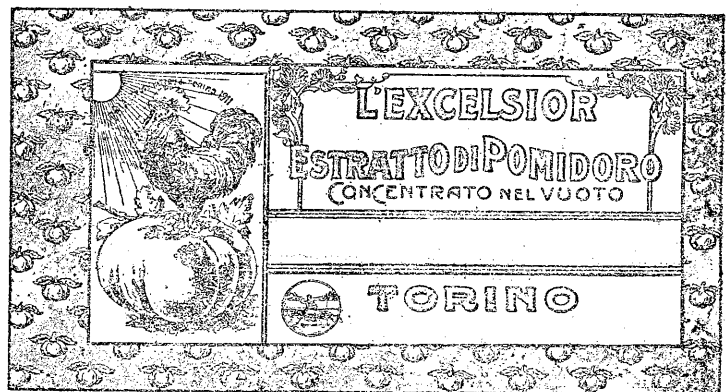 L'EXCELSIOR
ESTRATTO DI POMIDORO
CONCENTRATO NEL VUOTO
TORINO